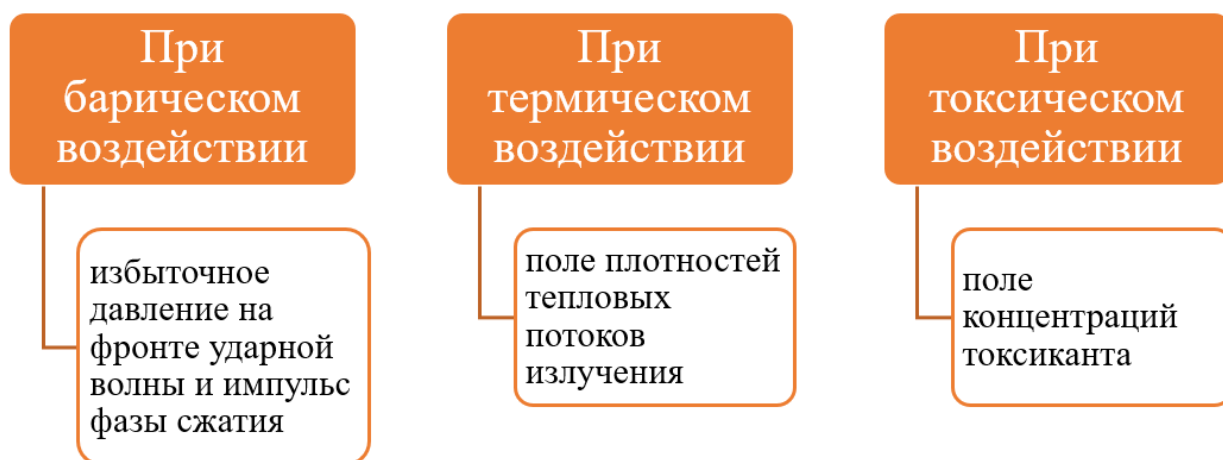 При
барическом
воздействии
избыточное
давление на
фронте ударной
волны и импульс
фазы сжатия
При
термическом
воздействии
поле плотностей
тепловых
потоков
излучения
При
токсическом
воздействии
поле
концентраций
токсиканта